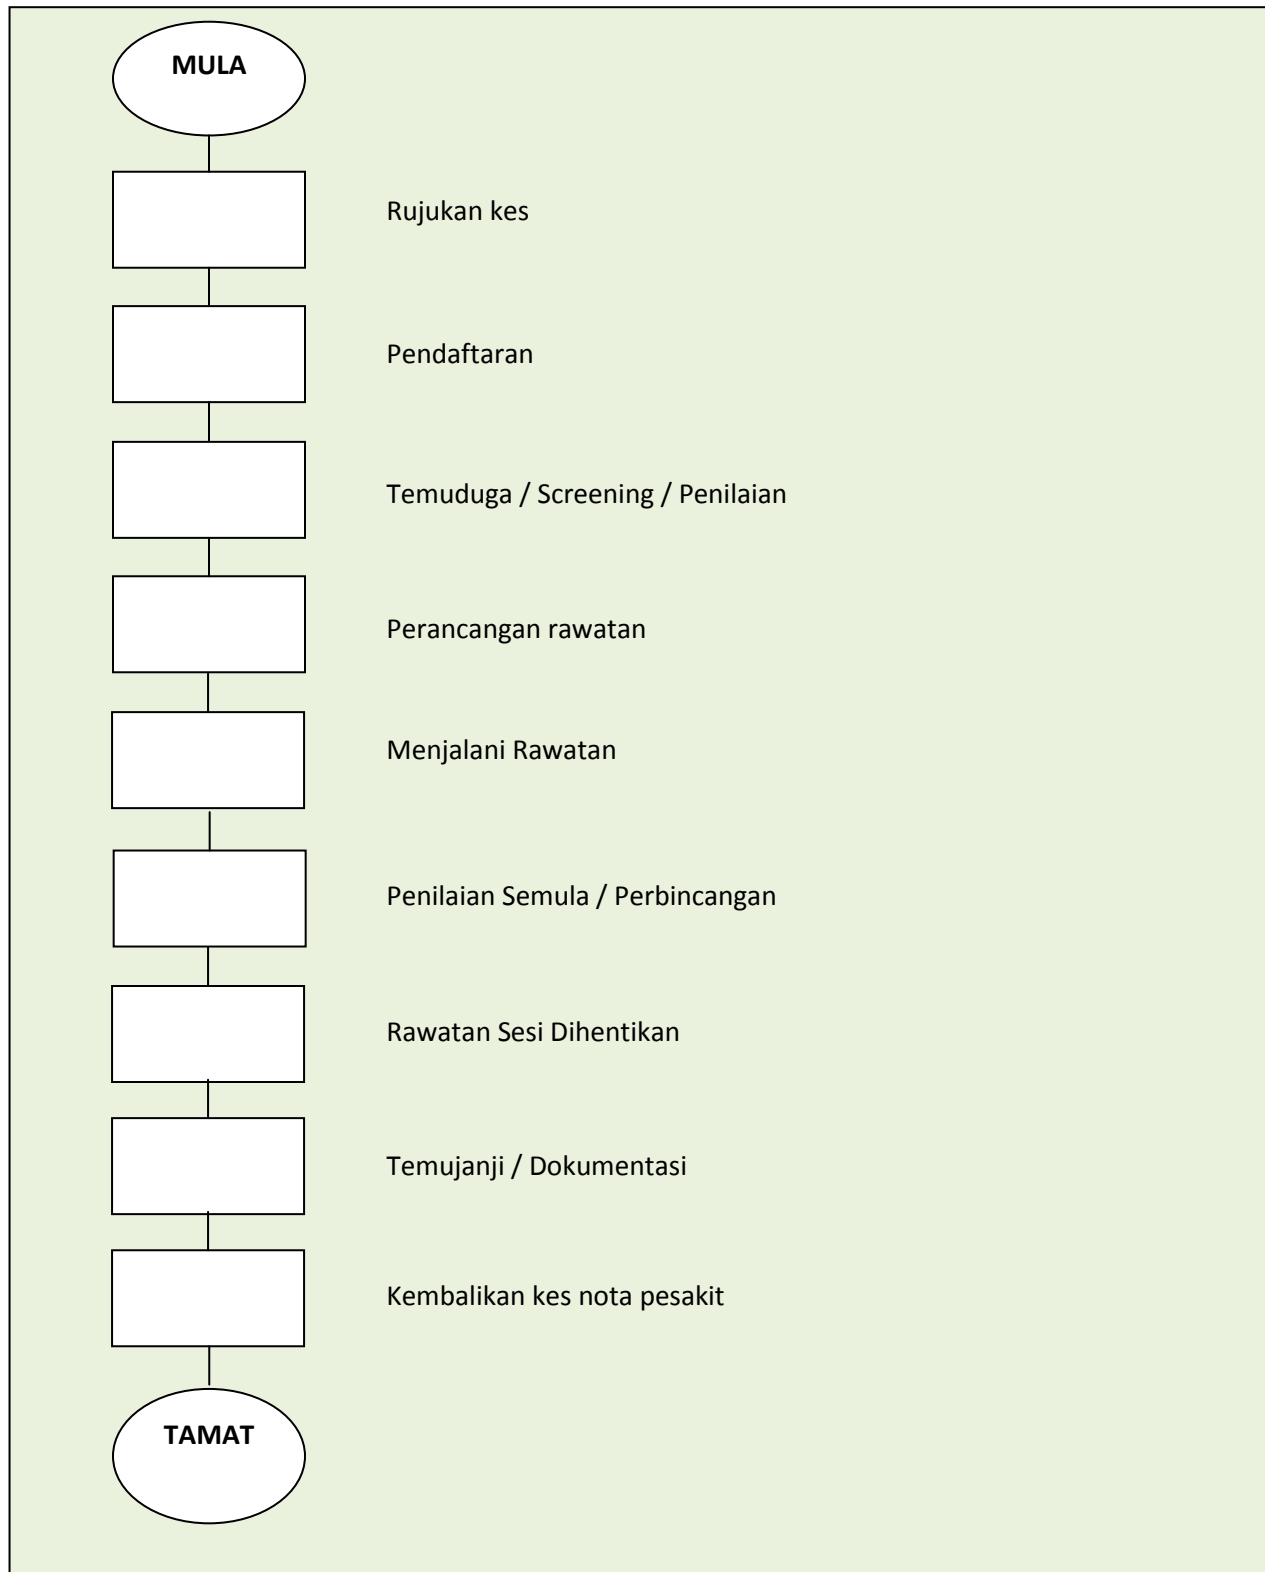 MULA
Rujukan kes
Pendaftaran
Temuduga / Screening / Penilaian
Perancangan rawatan
Menjalani Rawatan
Penilaian Semula / Perbincangan
Rawatan Sesi Dihentikan
Temujanji / Dokumentasi
Kembalikan kes nota pesakit
TAMAT